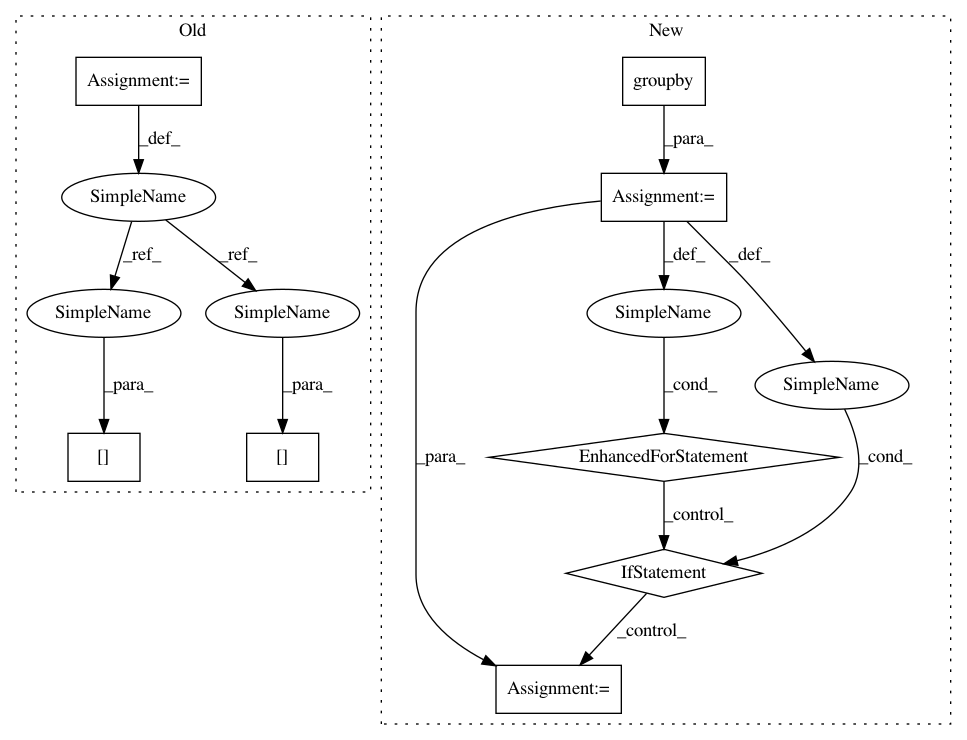 Old
Assignment:=
_def_
SimpleName
_ref_
_ref_
SimpleName
SimpleName
_para_
_para_
[]
[]
New
groupby
_para_
Assignment:=
_def_
_def_
SimpleName
SimpleName
_cond_
_cond_
EnhancedForStatement
_para_
_control_
IfStatement
_control_
Assignment:=